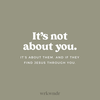 It's not
about you.
IT'S ABOUT THEM. AND IF THEY
FIND JESUS THROUGH YOU.